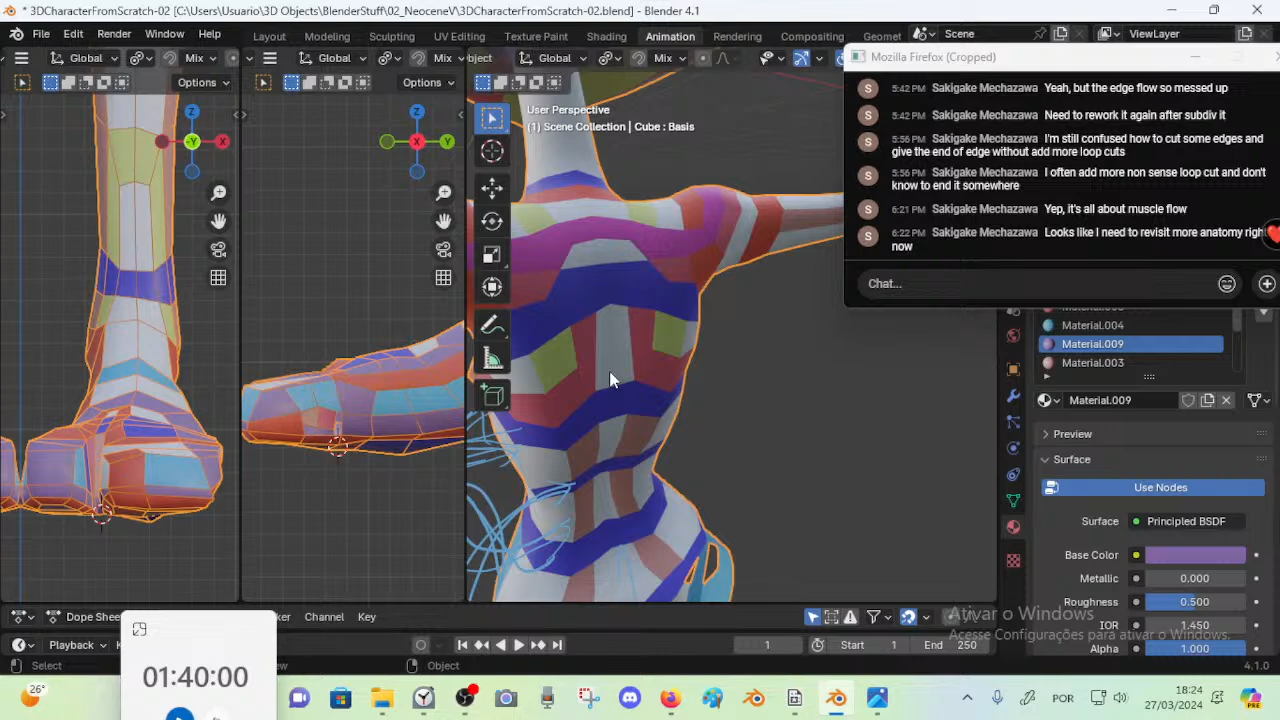 * 3DCharacterFromScratch-02 [C:\Users\Usuario\3D Objects\BlenderStuff\02_NeoceneV\3DCharacterFromScratch-02.blend] - Blender 4.1
File Edit Render Window Help Layout Modeling Sculpting UV Editing Texture Paint Shading Animation Rendering Compositing Geomet Scene ViewLayer
Global Mix Global Mix bject Global Mix
Options Options
Z -Y X Z X Y
User Perspective
(1) Scene Collection | Cube : Basis
Mozilla Firefox (Cropped)
S 5:42 PM Sakigake Mechazawa Yeah, but the edge flow so messed up
S 5:42 PM Sakigake Mechazawa Need to rework it again after subdiv it
S 5:56 PM Sakigake Mechazawa I'm still confused how to cut some edges and
give the end of edge without add more loop cuts
S 5:56 PM Sakigake Mechazawa I often add more non sense loop cut and don't
know to end it somewhere
S 6:21 PM Sakigake Mechazawa Yep, it's all about muscle flow
S 6:22 PM Sakigake Mechazawa Looks like I need to revisit more anatomy righ
now
Chat...
Material.004
Material.009
Material.003
Material.009
Preview
Surface
Use Nodes
Surface Principled BSDF
Base Color
Metallic 0.000
Roughness 0.500
IOR 1.450
Alpha 1.000
Ativar o Windows
Acesse Configurações para ativar o Windows.
Dope Shee ker Channel Key
Playback K 1 Start 1 End 250
Select ew Object 4.1.0
01:40:00
26°
POR 18:24
27/03/2024
PRE